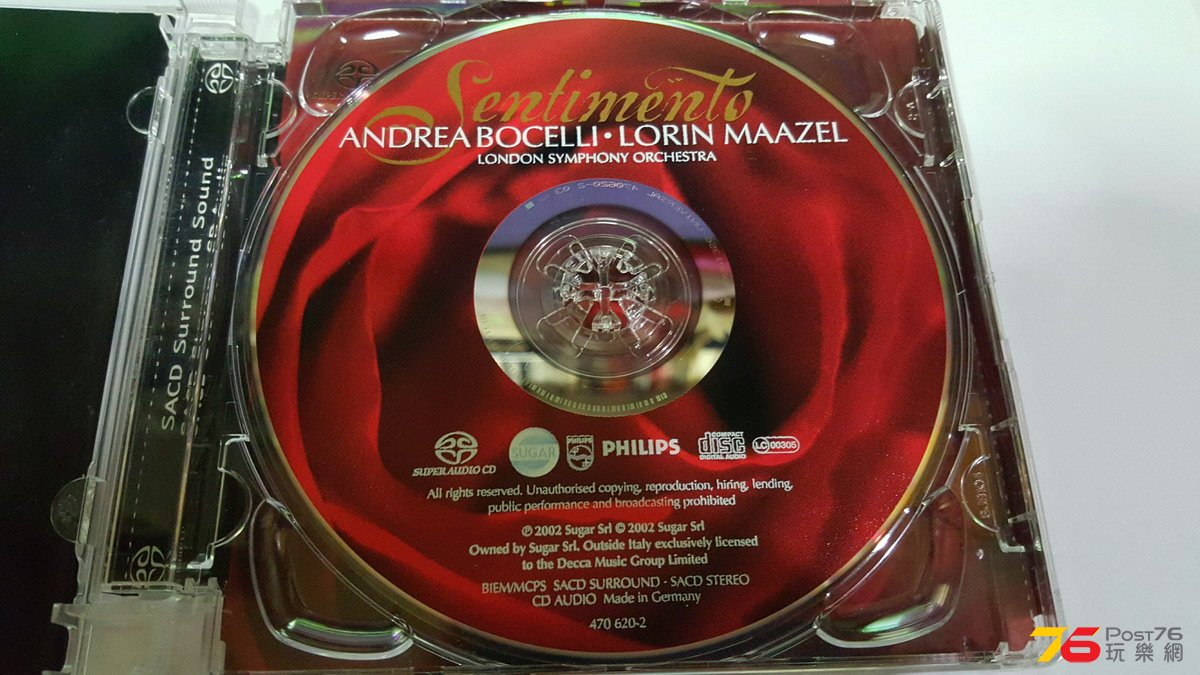 Sentimento
ANDREA BOCELLI • LORIN MAAZEL
LONDON SYMPHONY ORCHESTRA
SACD Surround Sound
SUPER AUDIO CD
SUGAR
PHILIPS
PHILIPS
COMPACT
disc
DIGITAL AUDIO
LC 00305
All rights reserved. Unauthorised copying, reproduction, hiring, lending,
public performance and broadcasting prohibited
℗ 2002 Sugar Srl © 2002 Sugar Srl
Owned by Sugar Srl. Outside Italy exclusively licensed
to the Decca Music Group Limited
BIEM/MCPS SACD SURROUND · SACD STEREO
CD AUDIO Made in Germany
470 620-2
76 POST76
玩樂網